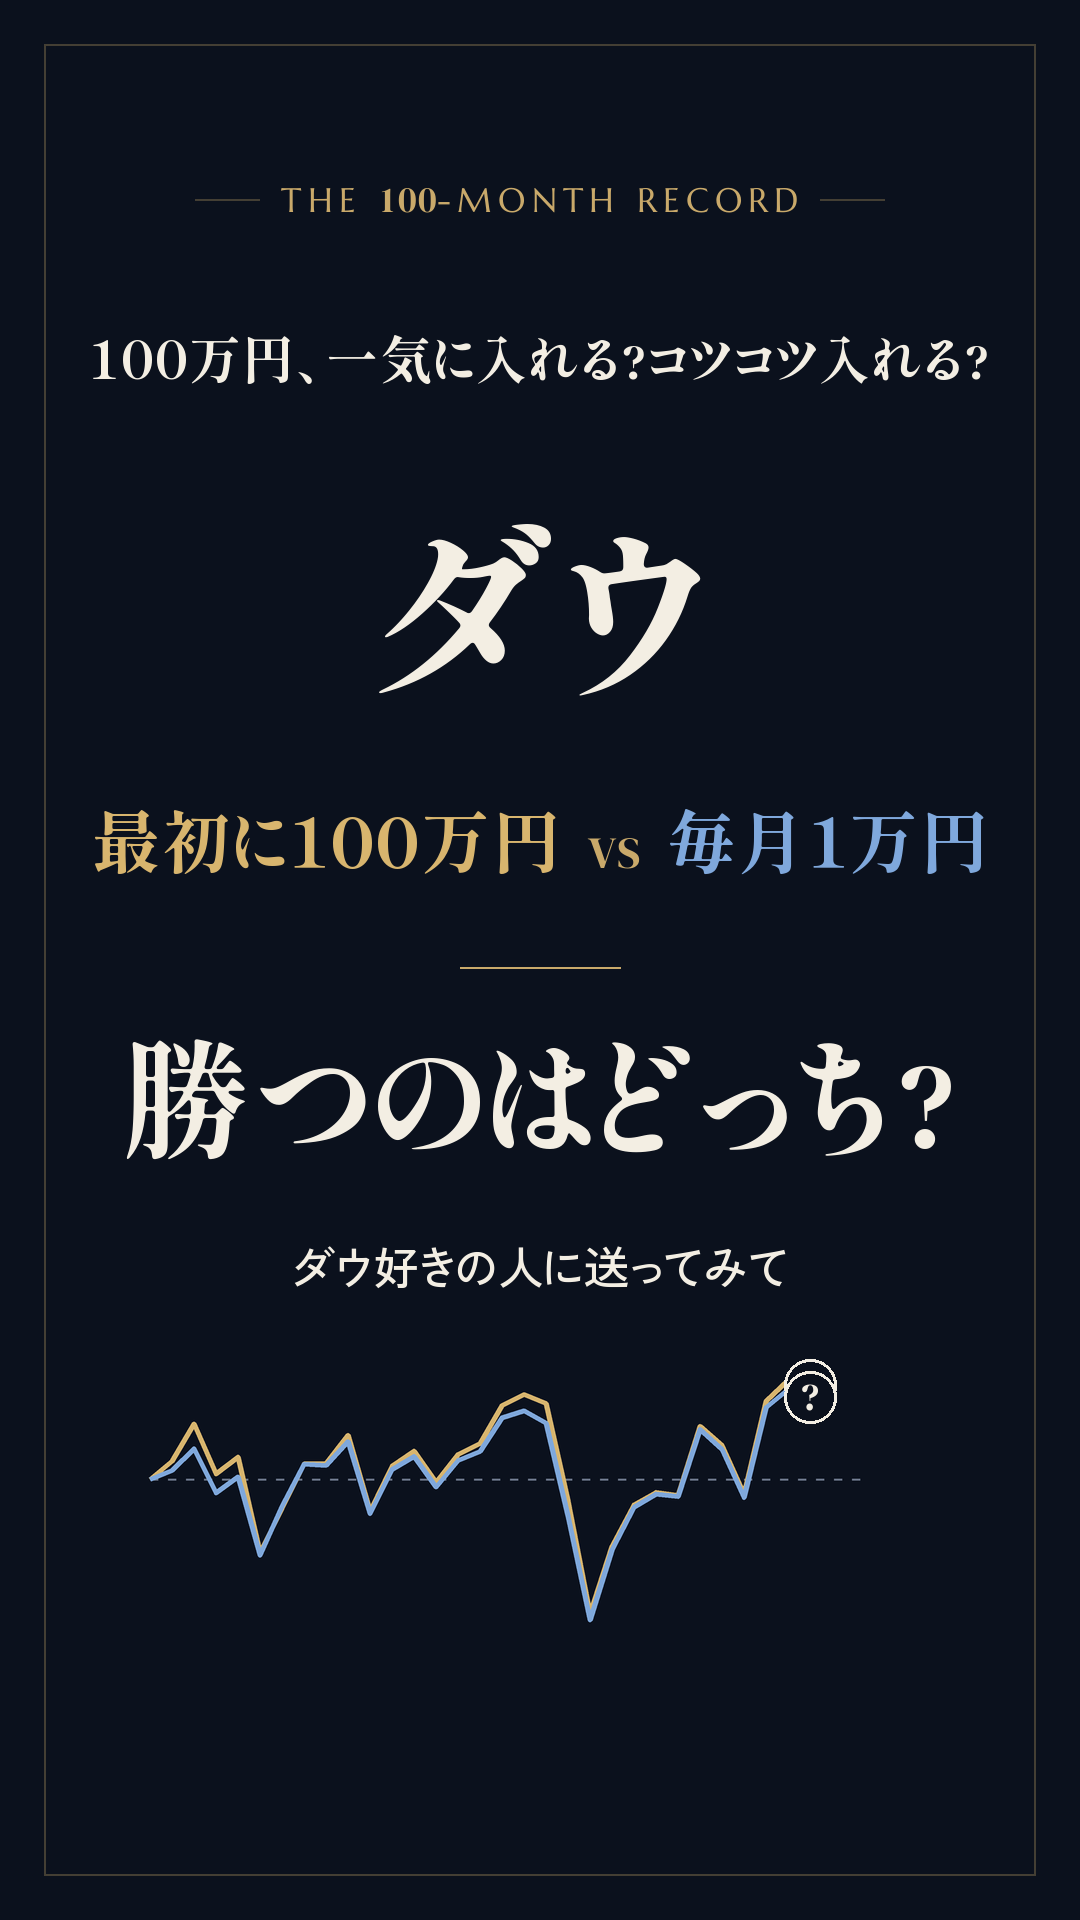 THE 100-MONTH RECORD
100万円、一気に入れる?コツコツ入れる?
ダウ
最初に100万円 vs 毎月1万円
勝つのはどっち?
ダウ好きの人に送ってみて
?